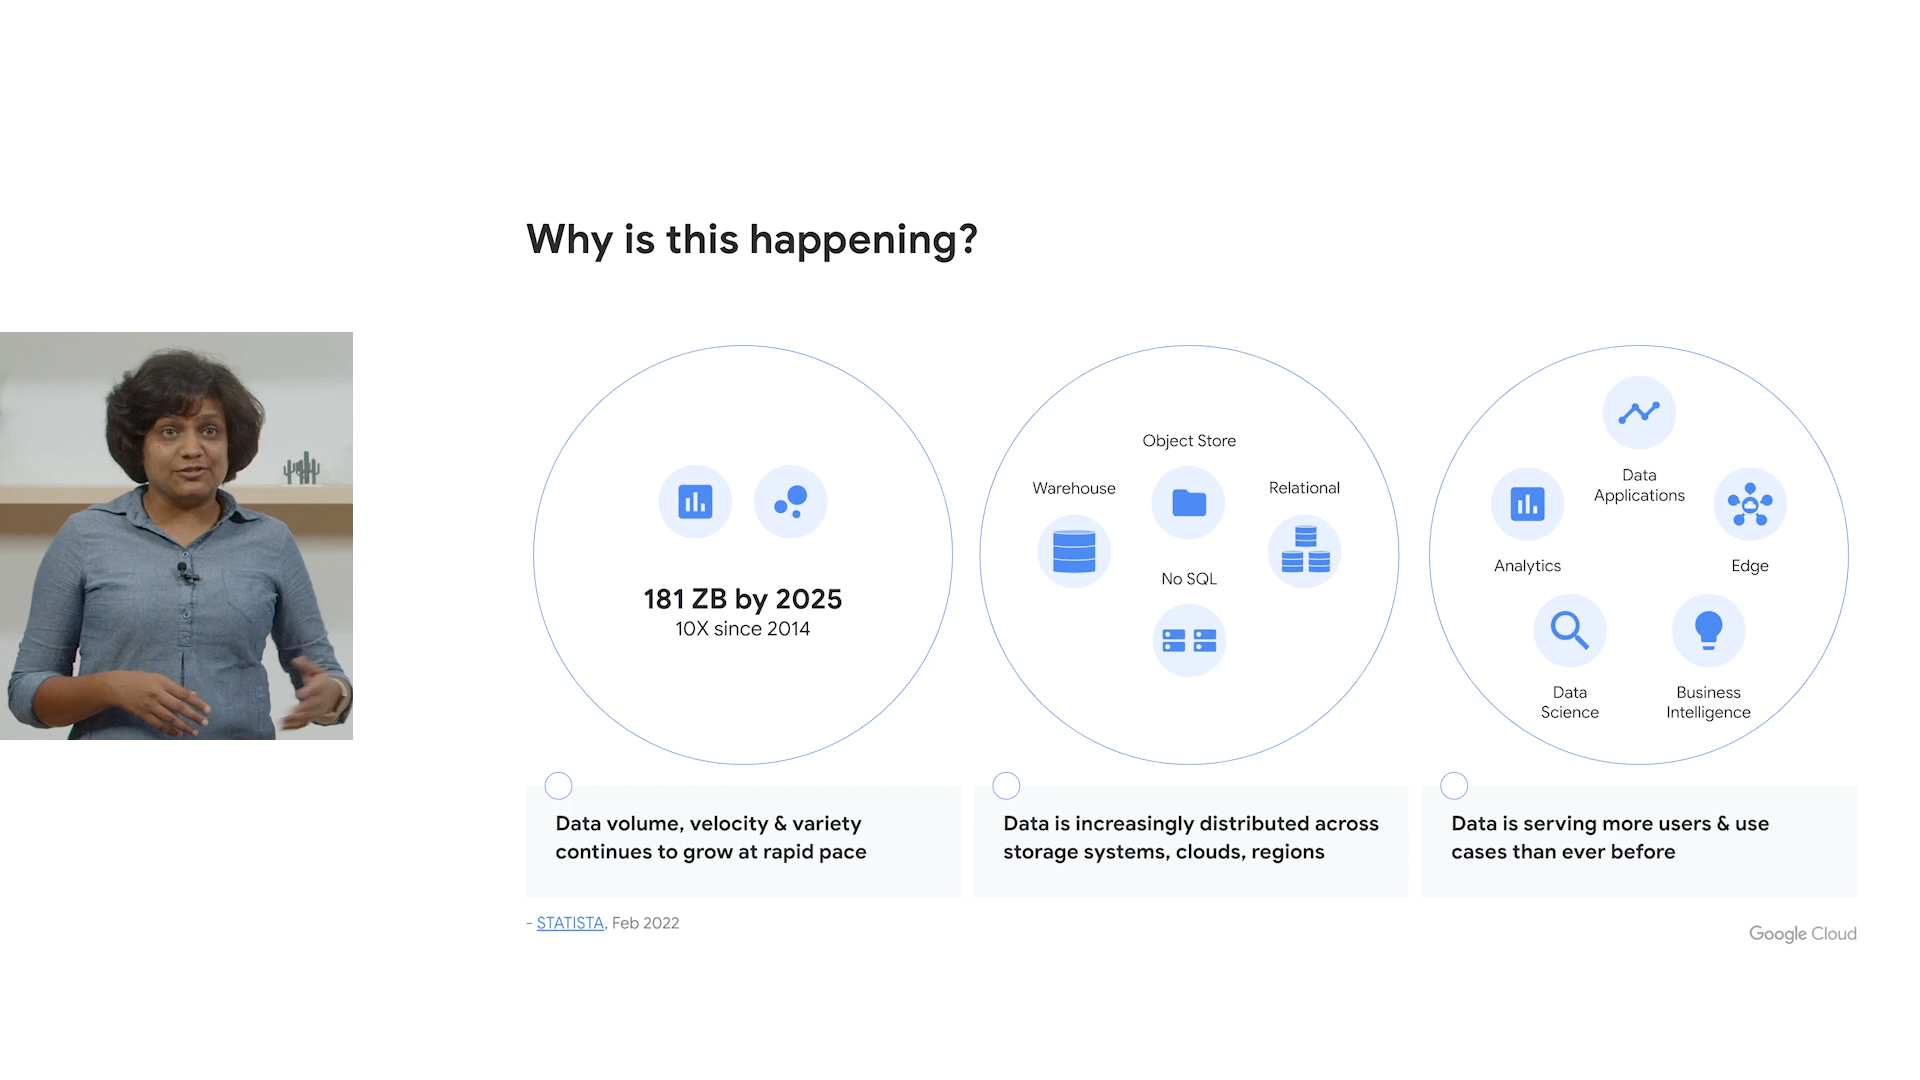 Why is this happening?
181 ZB by 2025
10X since 2014
Object Store
Warehouse
Relational
No SQL
Data
Applications
Analytics
Edge
Data
Science
Business
Intelligence
Data volume, velocity & variety
continues to grow at rapid pace
Data is increasingly distributed across
storage systems, clouds, regions
Data is serving more users & use
cases than ever before
- STATISTA, Feb 2022
Google Cloud